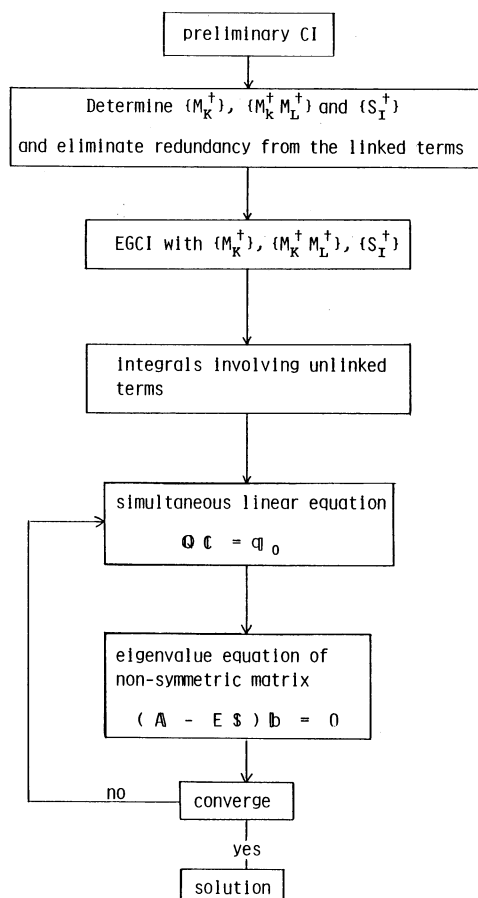 preliminary CI
Determine {M_K^†}, {M_k^† M_L^†} and {S_I^†}
and eliminate redundancy from the linked terms
EGCI with {M_K^†}, {M_K^† M_L^†}, {S_I^†}
integrals involving unlinked
terms
simultaneous linear equation
ℚ ℂ = 𝕢_0
eigenvalue equation of
non-symmetric matrix
( 𝔸 - E 𝕊 ) 𝕓 = 0
no
converge
yes
solution